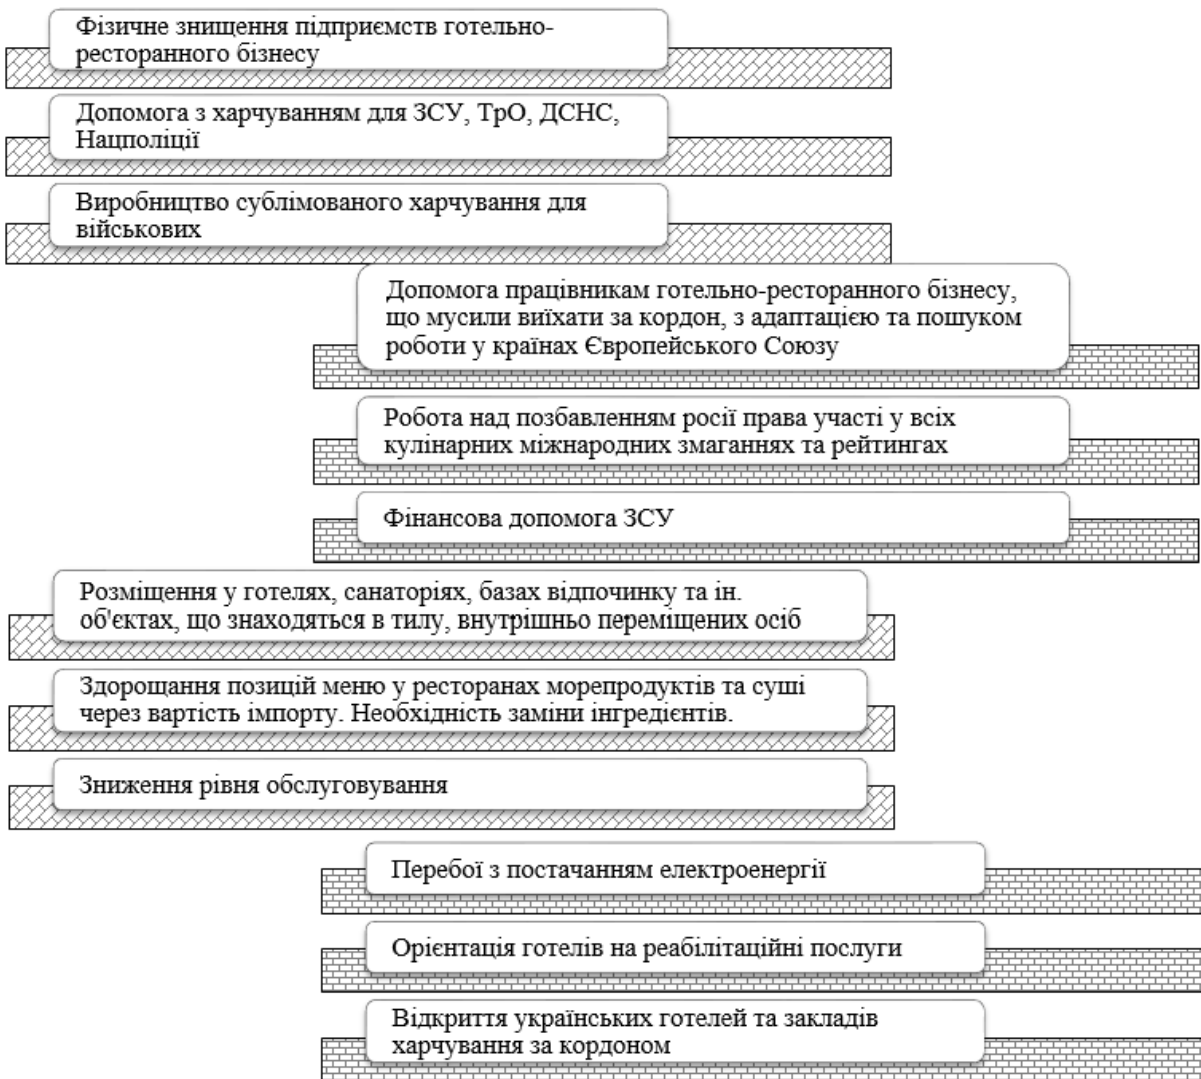 Фізичне знищення підприємств готельно-
ресторанного бізнесу
Допомога з харчуванням для ЗСУ, ТрО, ДСНС,
Нацполіції
Виробництво сублімованого харчування для
військових
Допомога працівникам готельно-ресторанного бізнесу,
що мусили виїхати за кордон, з адаптацією та пошуком
роботи у країнах Європейського Союзу
Робота над позбавленням росії права участі у всіх
кулінарних міжнародних змаганнях та рейтингах
Фінансова допомога ЗСУ
Розміщення у готелях, санаторіях, базах відпочинку та ін.
об'єктах, що знаходяться в тилу, внутрішньо переміщених осіб
Здорощання позицій меню у ресторанах морепродуктів та суші
через вартість імпорту. Необхідність заміни інгредієнтів.
Зниження рівня обслуговування
Перебої з постачанням електроенергії
Орієнтація готелів на реабілітаційні послуги
Відкриття українських готелей та закладів
харчування за кордоном